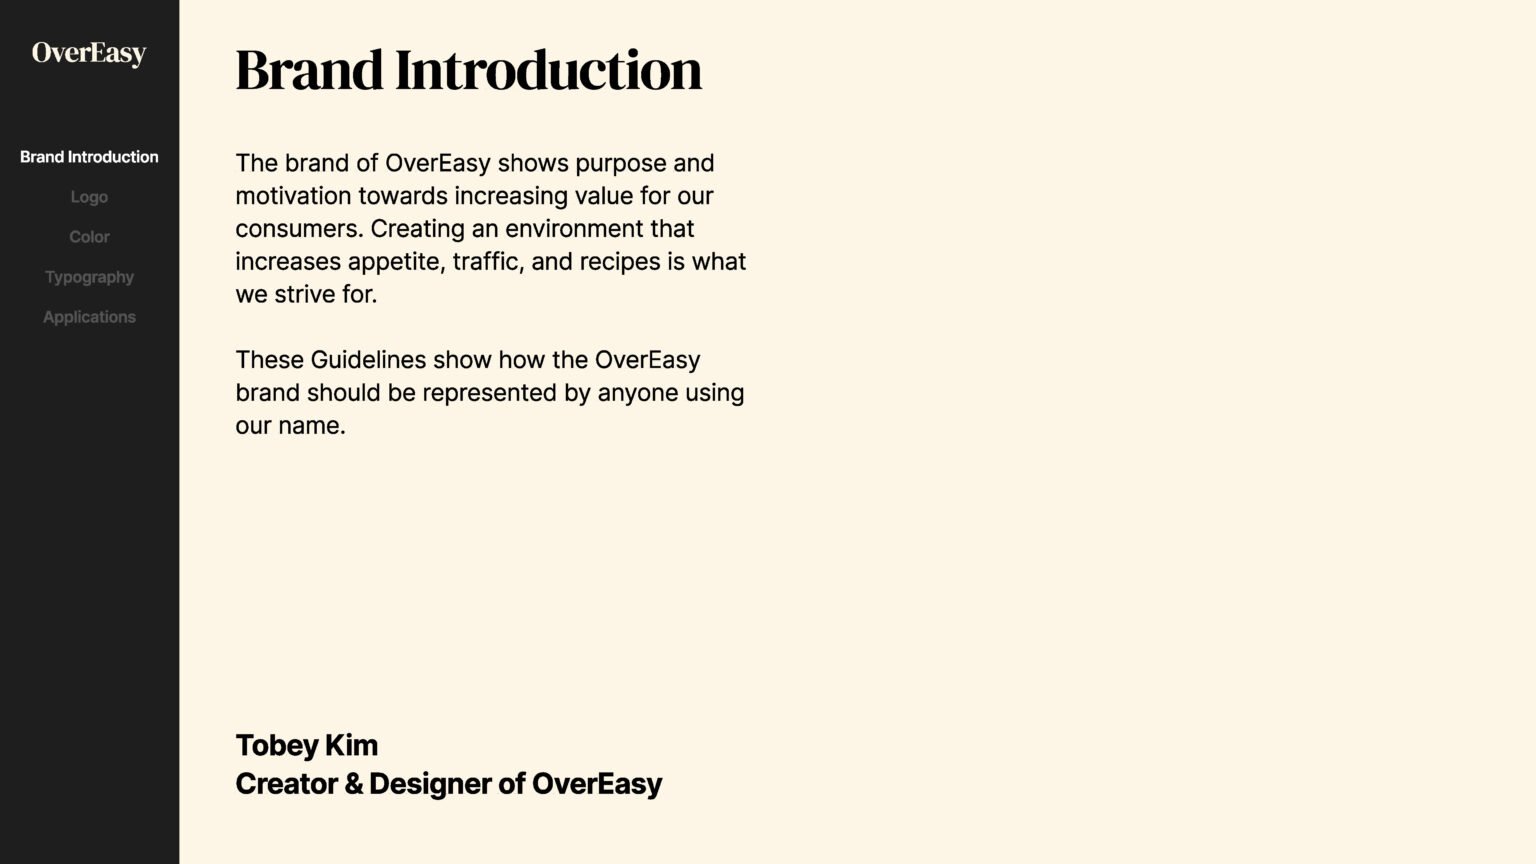 OverEasy
Brand Introduction
Logo
Color
Typography
Applications
Brand Introduction
The brand of OverEasy shows purpose and
motivation towards increasing value for our
consumers. Creating an environment that
increases appetite, traffic, and recipes is what
we strive for.
These Guidelines show how the OverEasy
brand should be represented by anyone using
our name.
Tobey Kim
Creator & Designer of OverEasy